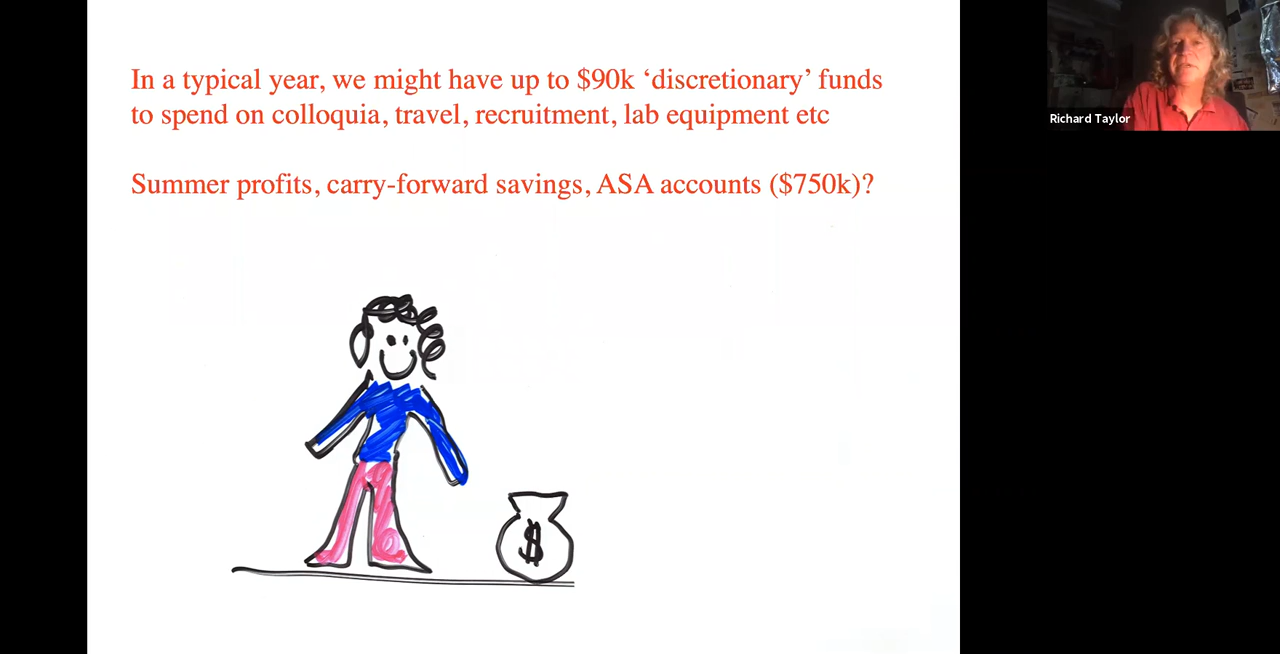 In a typical year, we might have up to $90k ‘discretionary’ funds
to spend on colloquia, travel, recruitment, lab equipment etc
Summer profits, carry-forward savings, ASA accounts ($750k)?
$
Richard Taylor